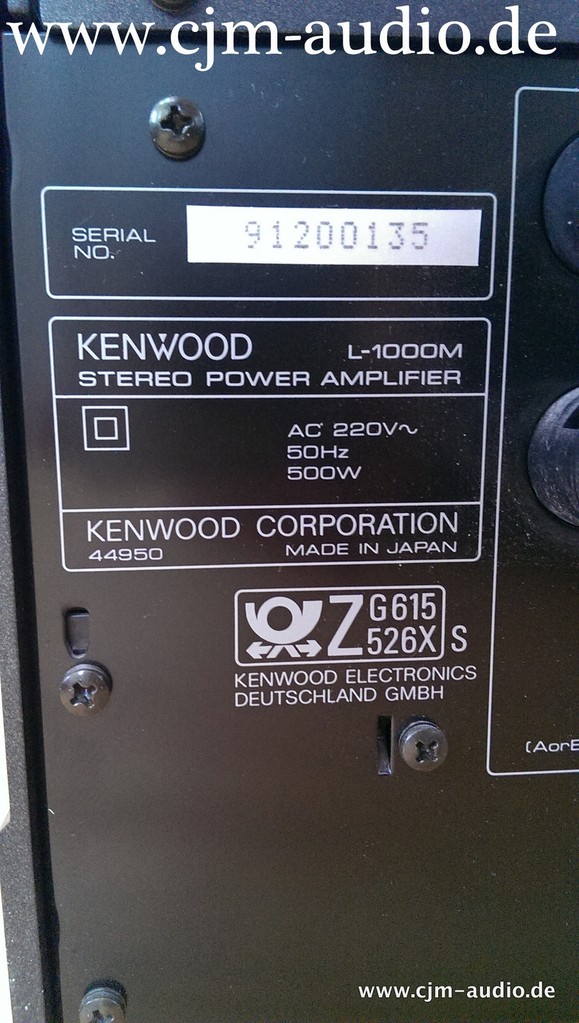 www.cjm-audio.de
SERIAL
NO.
91200135
KENWOOD L-1000M
STEREO POWER AMPLIFIER
AC 220V~
50Hz
500W
KENWOOD CORPORATION
44950 MADE IN JAPAN
Z G615
526X S
KENWOOD ELECTRONICS
DEUTSCHLAND GMBH
(AorB
www.cjm-audio.de